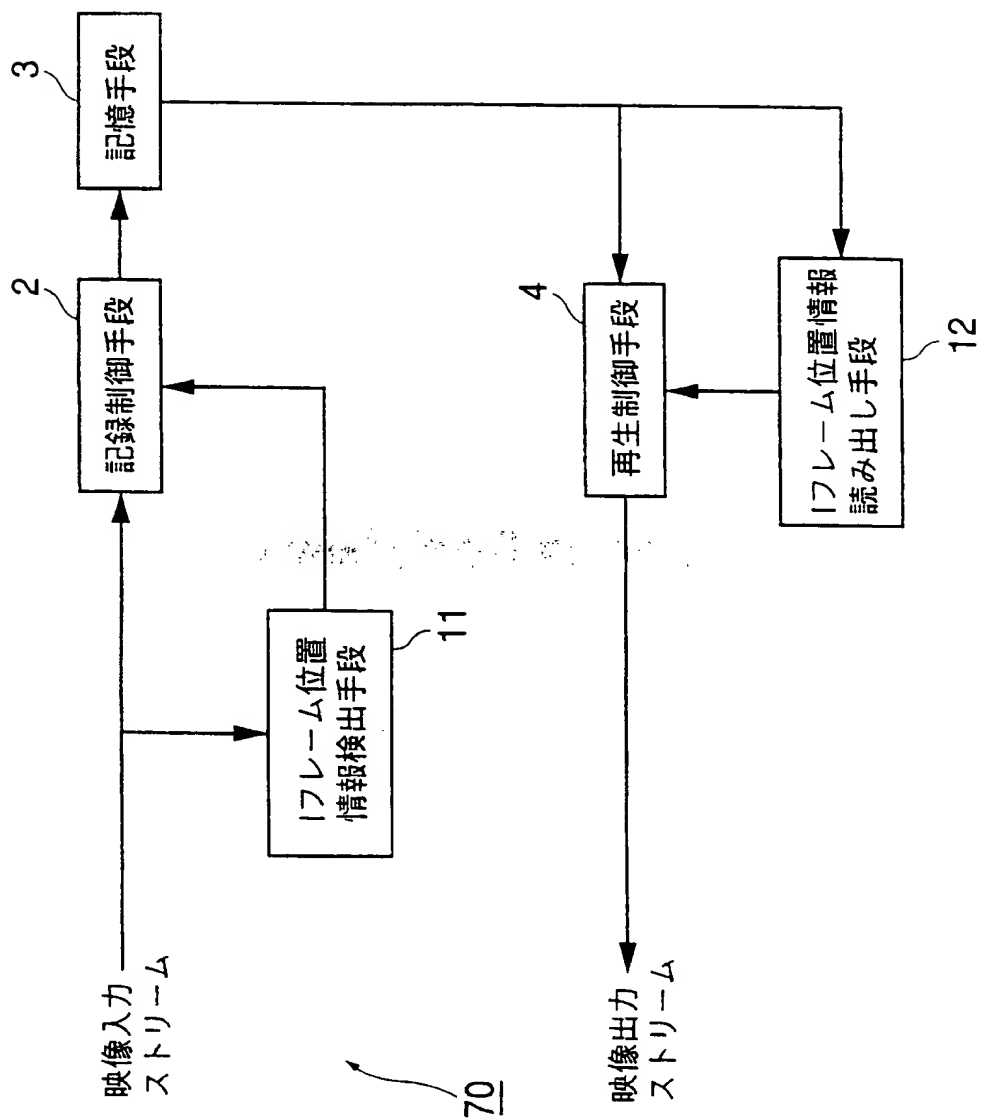 映像入力
ストリーム
Iフレーム位置
情報検出手段
11
記録制御手段
2
記憶手段
3
映像出力
ストリーム
再生制御手段
4
Iフレーム位置情報
読み出し手段
12
70